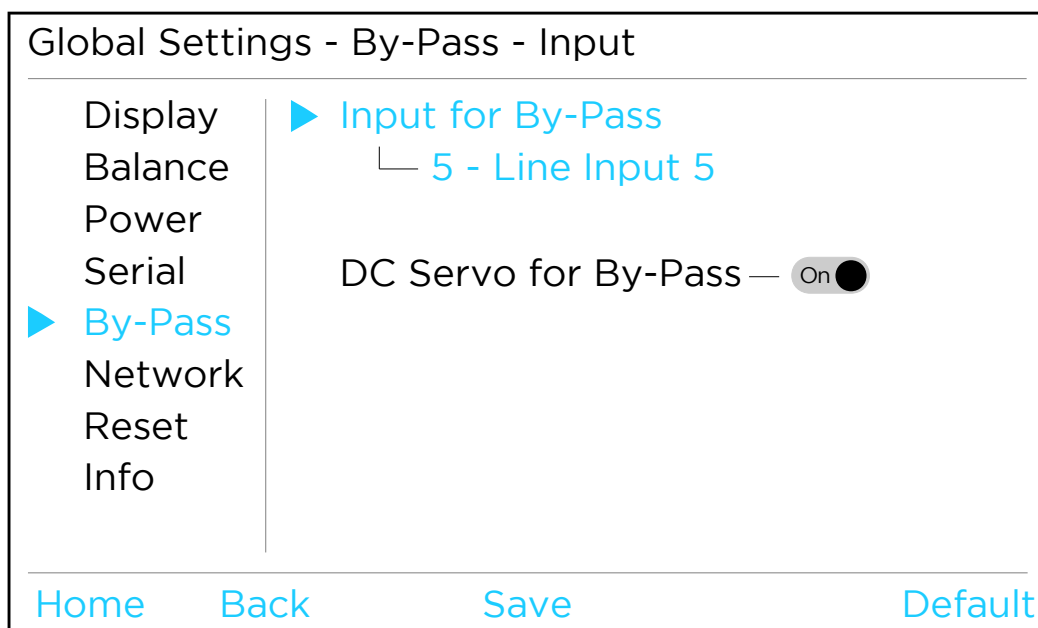 Global Settings - By-Pass - Input
Display
Balance
Power
Serial
By-Pass
Network
Reset
Info
Input for By-Pass
5 - Line Input 5
DC Servo for By-Pass
On
Home
Back
Save
Default